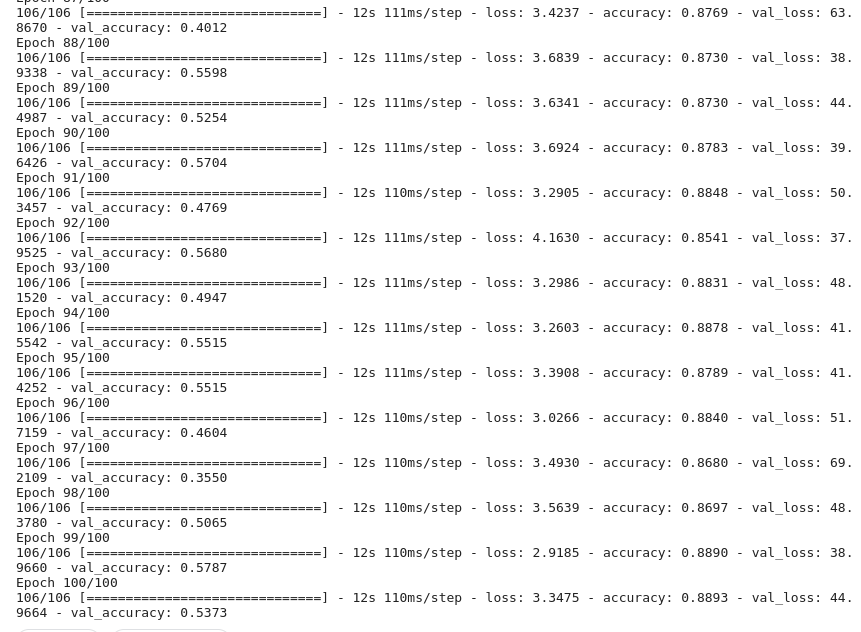 Epoch 87/100
106/106 [==============================] - 12s 111ms/step - loss: 3.4237 - accuracy: 0.8769 - val_loss: 63.
8670 - val_accuracy: 0.4012
Epoch 88/100
106/106 [==============================] - 12s 111ms/step - loss: 3.6839 - accuracy: 0.8730 - val_loss: 38.
9338 - val_accuracy: 0.5598
Epoch 89/100
106/106 [==============================] - 12s 111ms/step - loss: 3.6341 - accuracy: 0.8730 - val_loss: 44.
4987 - val_accuracy: 0.5254
Epoch 90/100
106/106 [==============================] - 12s 111ms/step - loss: 3.6924 - accuracy: 0.8783 - val_loss: 39.
6426 - val_accuracy: 0.5704
Epoch 91/100
106/106 [==============================] - 12s 110ms/step - loss: 3.2905 - accuracy: 0.8848 - val_loss: 50.
3457 - val_accuracy: 0.4769
Epoch 92/100
106/106 [==============================] - 12s 111ms/step - loss: 4.1630 - accuracy: 0.8541 - val_loss: 37.
9525 - val_accuracy: 0.5680
Epoch 93/100
106/106 [==============================] - 12s 111ms/step - loss: 3.2986 - accuracy: 0.8831 - val_loss: 48.
1520 - val_accuracy: 0.4947
Epoch 94/100
106/106 [==============================] - 12s 111ms/step - loss: 3.2603 - accuracy: 0.8878 - val_loss: 41.
5542 - val_accuracy: 0.5515
Epoch 95/100
106/106 [==============================] - 12s 111ms/step - loss: 3.3908 - accuracy: 0.8789 - val_loss: 41.
4252 - val_accuracy: 0.5515
Epoch 96/100
106/106 [==============================] - 12s 110ms/step - loss: 3.0266 - accuracy: 0.8840 - val_loss: 51.
7159 - val_accuracy: 0.4604
Epoch 97/100
106/106 [==============================] - 12s 110ms/step - loss: 3.4930 - accuracy: 0.8680 - val_loss: 69.
2109 - val_accuracy: 0.3550
Epoch 98/100
106/106 [==============================] - 12s 110ms/step - loss: 3.5639 - accuracy: 0.8697 - val_loss: 48.
3780 - val_accuracy: 0.5065
Epoch 99/100
106/106 [==============================] - 12s 110ms/step - loss: 2.9185 - accuracy: 0.8890 - val_loss: 38.
9660 - val_accuracy: 0.5787
Epoch 100/100
106/106 [==============================] - 12s 110ms/step - loss: 3.3475 - accuracy: 0.8893 - val_loss: 44.
9664 - val_accuracy: 0.5373